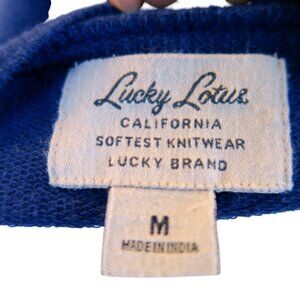 Lucky Lotus
CALIFORNIA
SOFTEST KNITWEAR
LUCKY BRAND
M
MADE IN INDIA